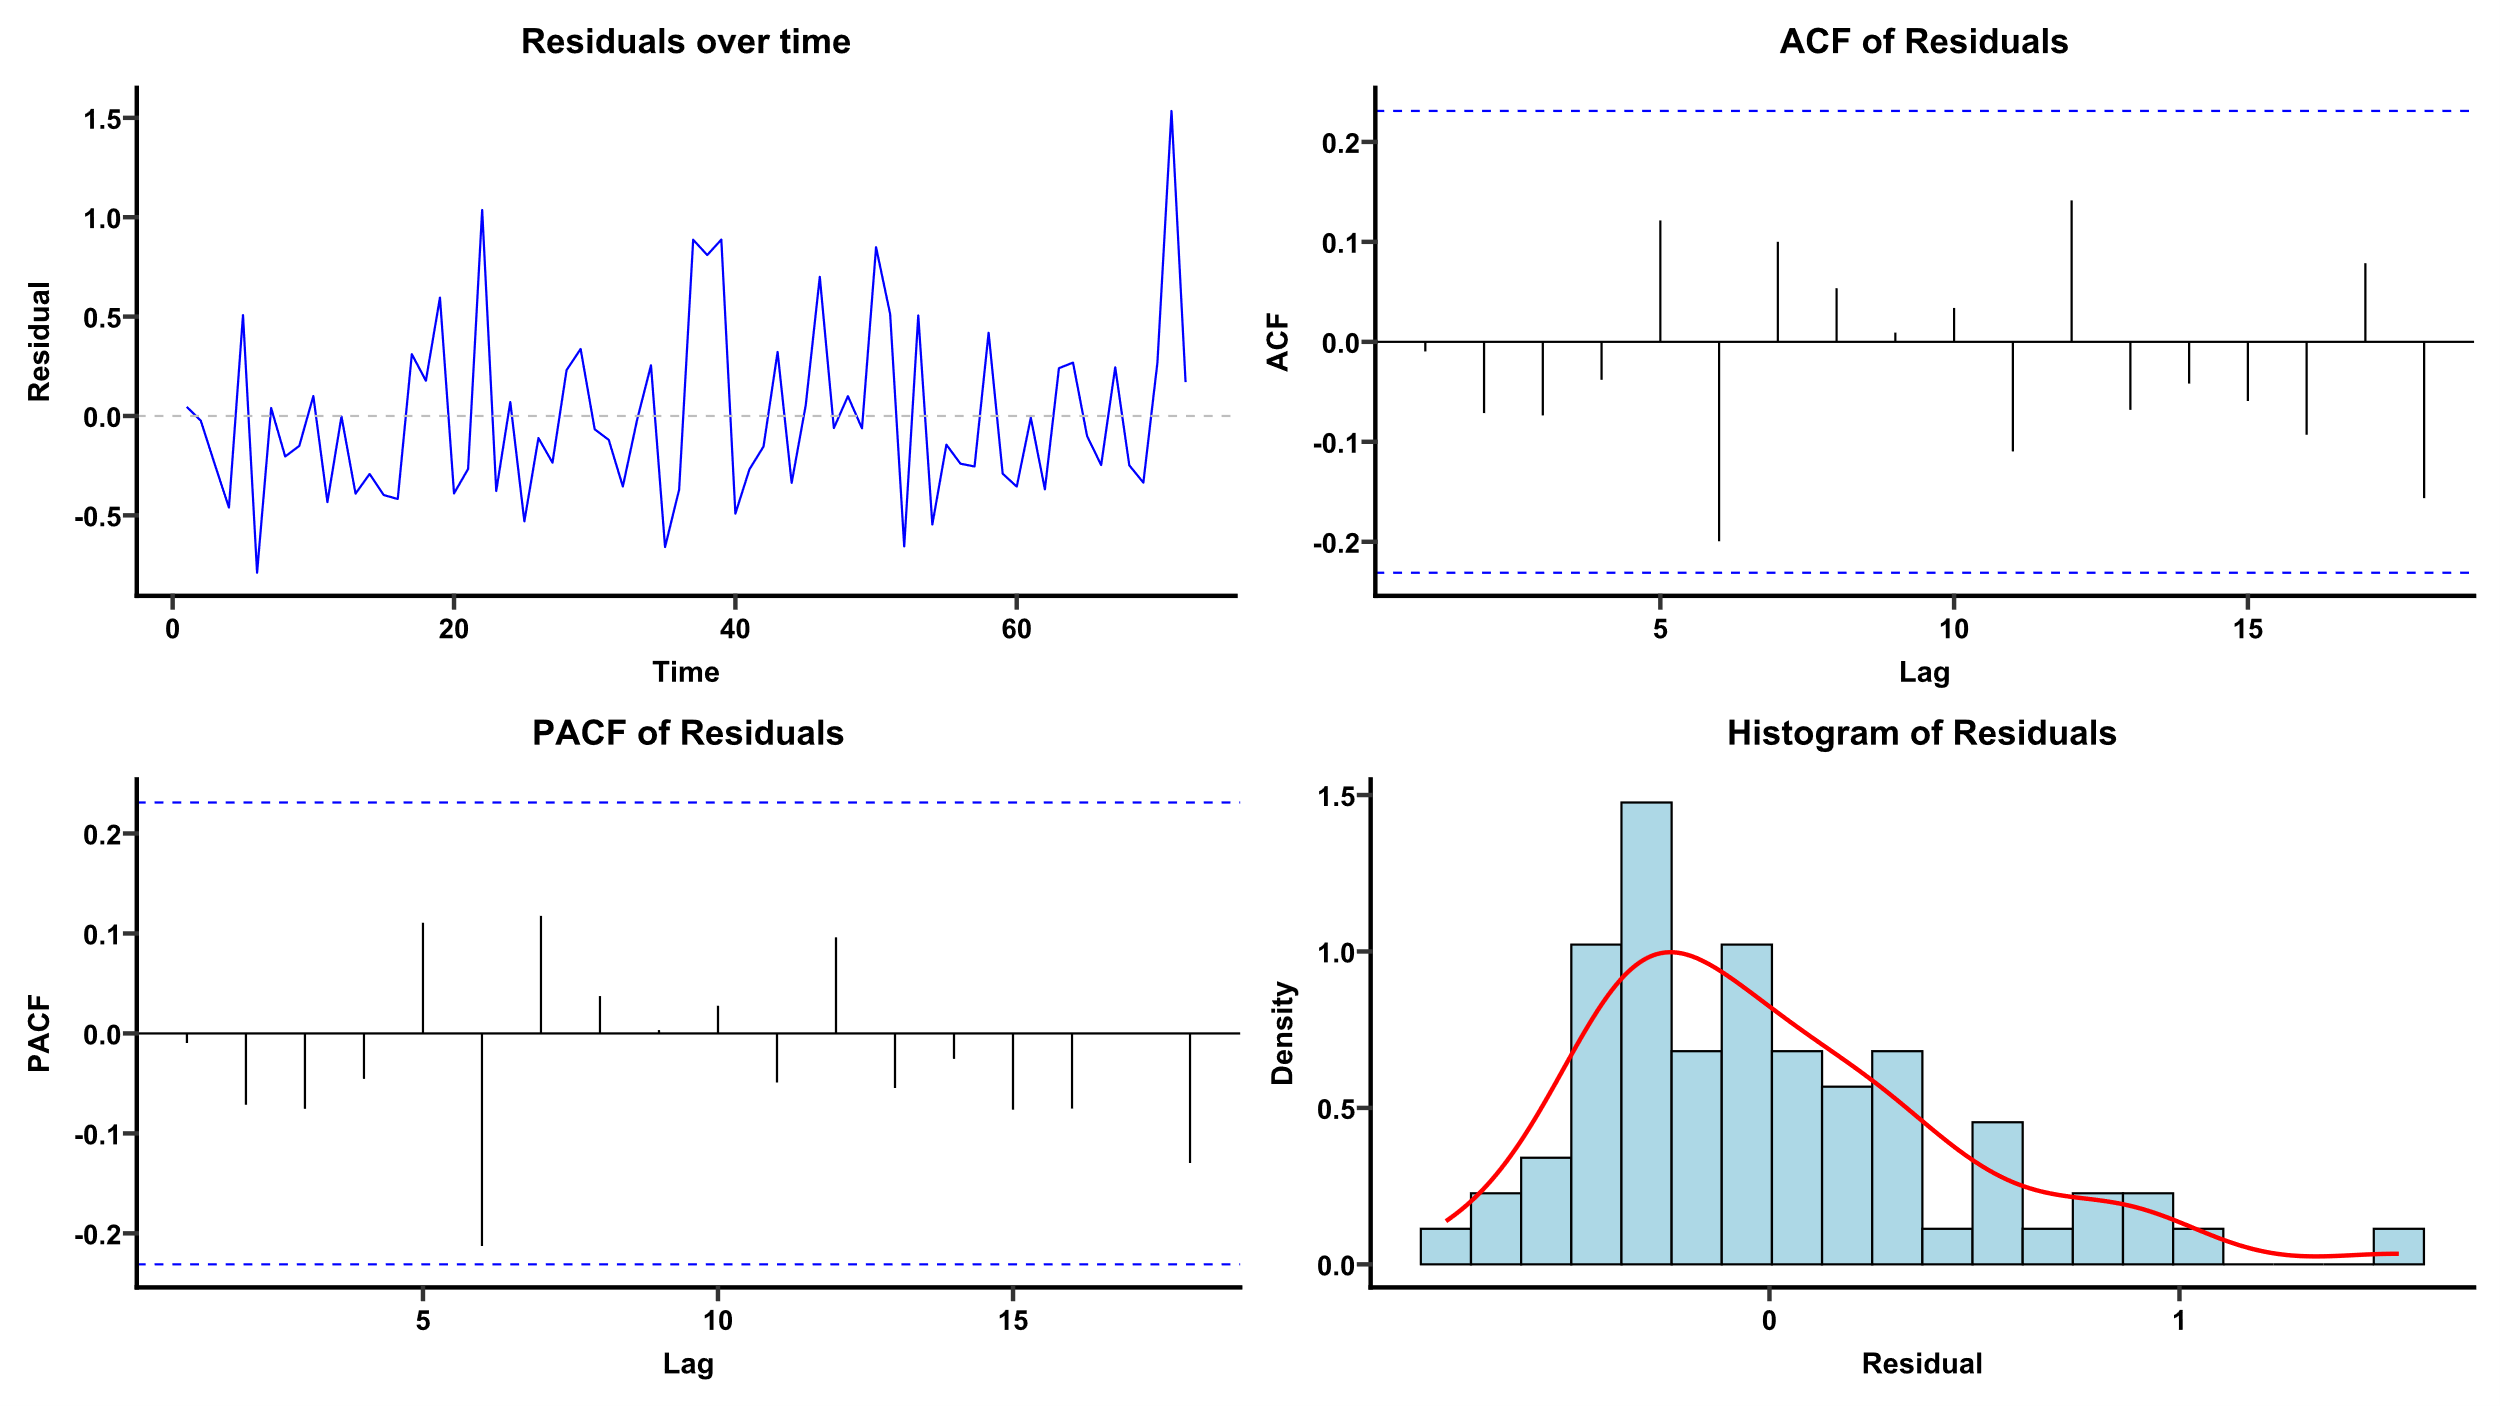 Residuals over time
1.5
1.0
0.5
0.0
-0.5
Residual
0 20 40 60
Time
ACF of Residuals
0.2
0.1
0.0
-0.1
-0.2
ACF
5 10 15
Lag
PACF of Residuals
0.2
0.1
0.0
-0.1
-0.2
PACF
5 10 15
Lag
Histogram of Residuals
1.5
1.0
0.5
0.0
Density
0 1
Residual